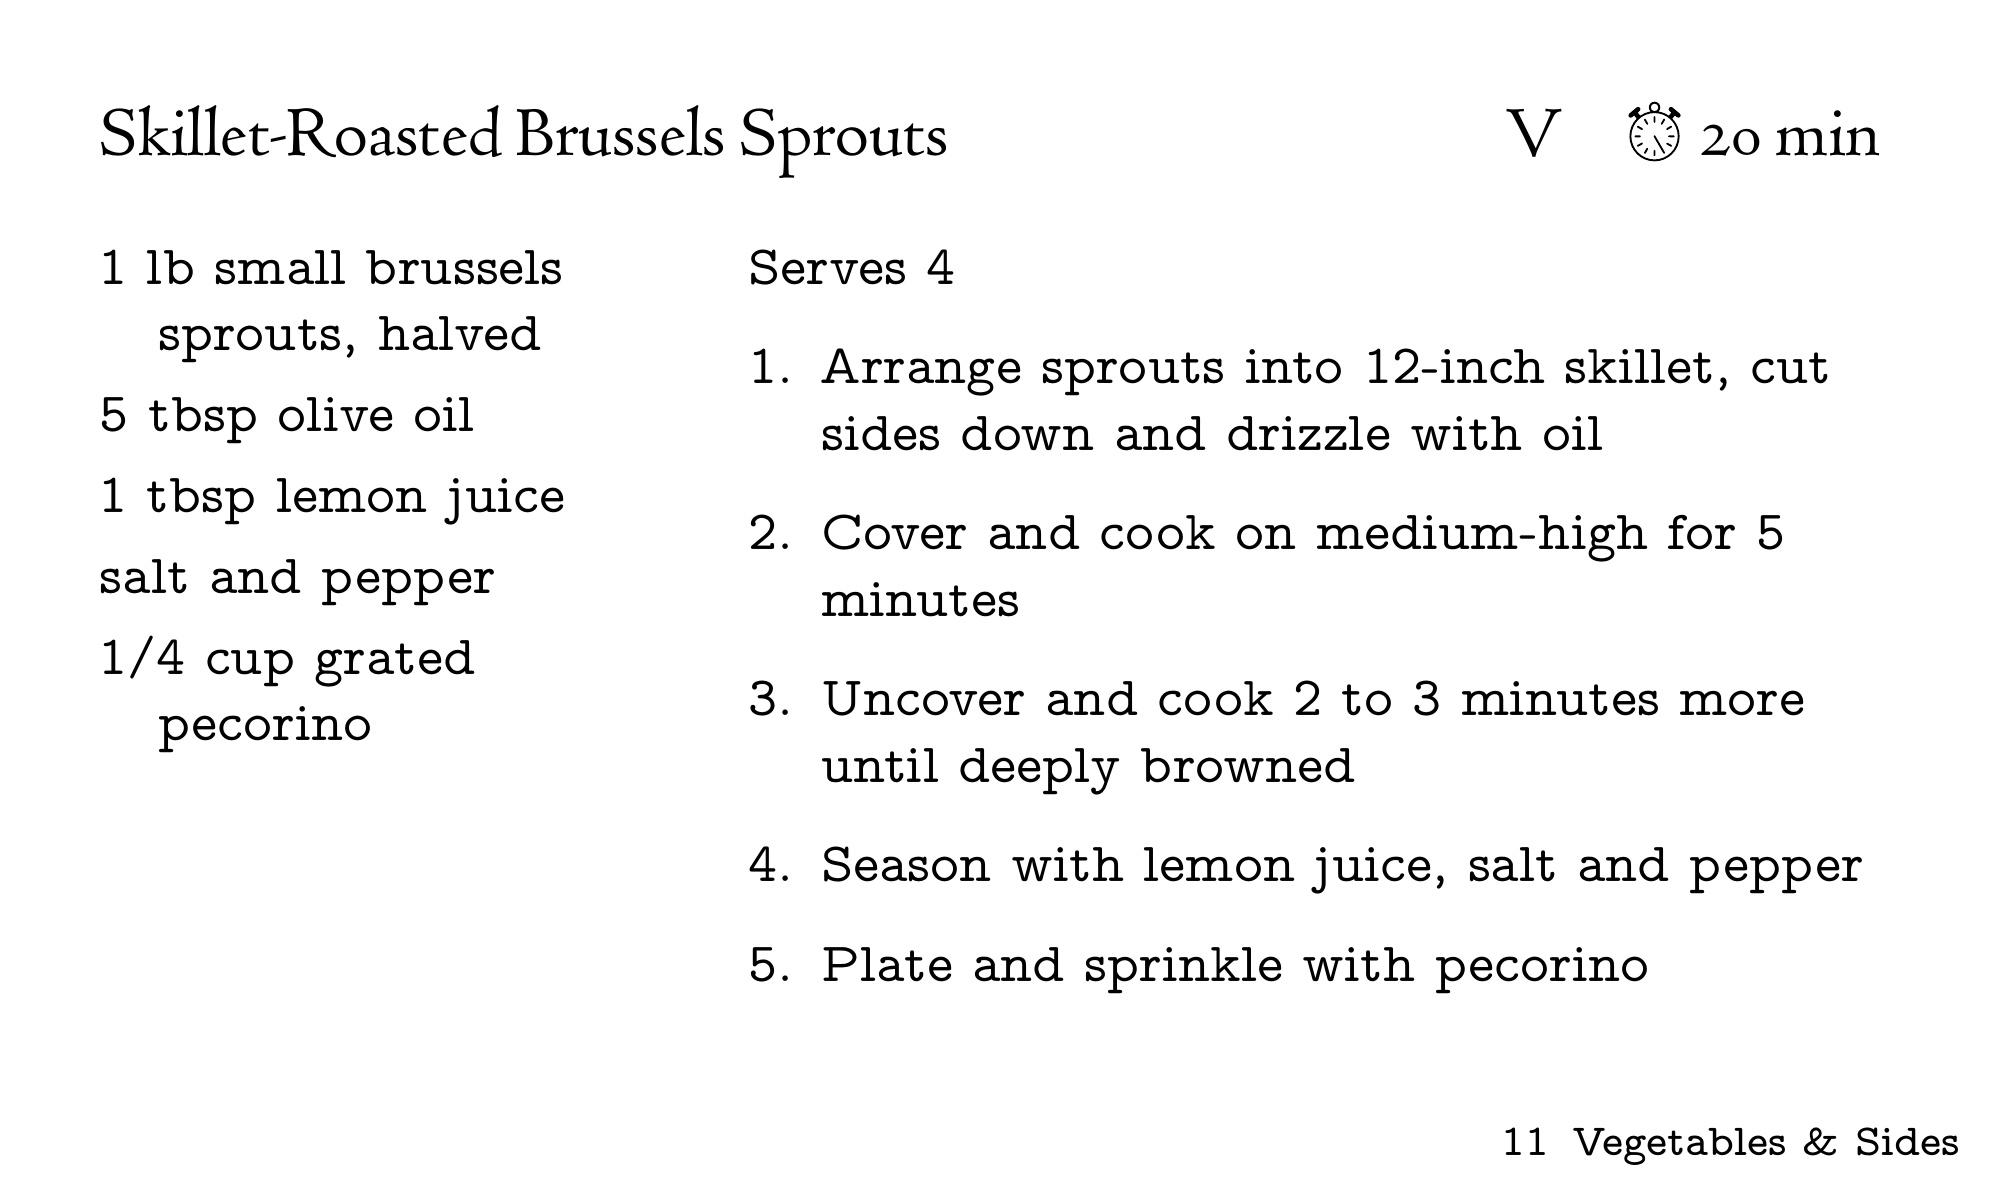 Skillet-Roasted Brussels Sprouts
V
20 min
1 lb small brussels
sprouts, halved
5 tbsp olive oil
1 tbsp lemon juice
salt and pepper
1/4 cup grated
pecorino
Serves 4
1. Arrange sprouts into 12-inch skillet, cut
sides down and drizzle with oil
2. Cover and cook on medium-high for 5
minutes
3. Uncover and cook 2 to 3 minutes more
until deeply browned
4. Season with lemon juice, salt and pepper
5. Plate and sprinkle with pecorino
11 Vegetables & Sides